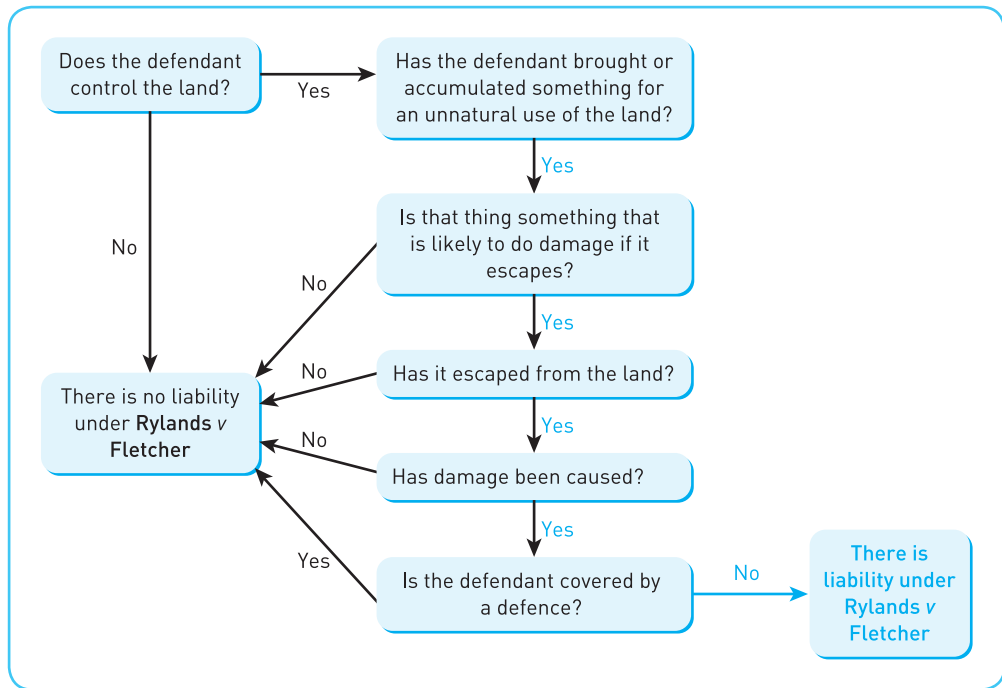 Does the defendant
control the land?
Yes
Has the defendant brought or
accumulated something for
an unnatural use of the land?
Yes
No
Is that thing something that
is likely to do damage if it
escapes?
No
Yes
There is no liability
under Rylands v
Fletcher
No
Has it escaped from the land?
Yes
No
Has damage been caused?
Yes
Yes
Is the defendant covered by
a defence?
No
There is
liability under
Rylands v
Fletcher